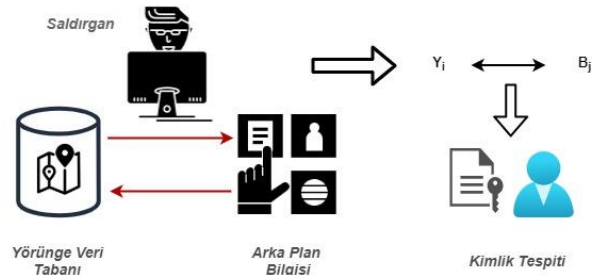 Saldırgan
Yᵢ
Bⱼ
Yörünge Veri
Tabanı
Arka Plan
Bilgisi
Kimlik Tespiti